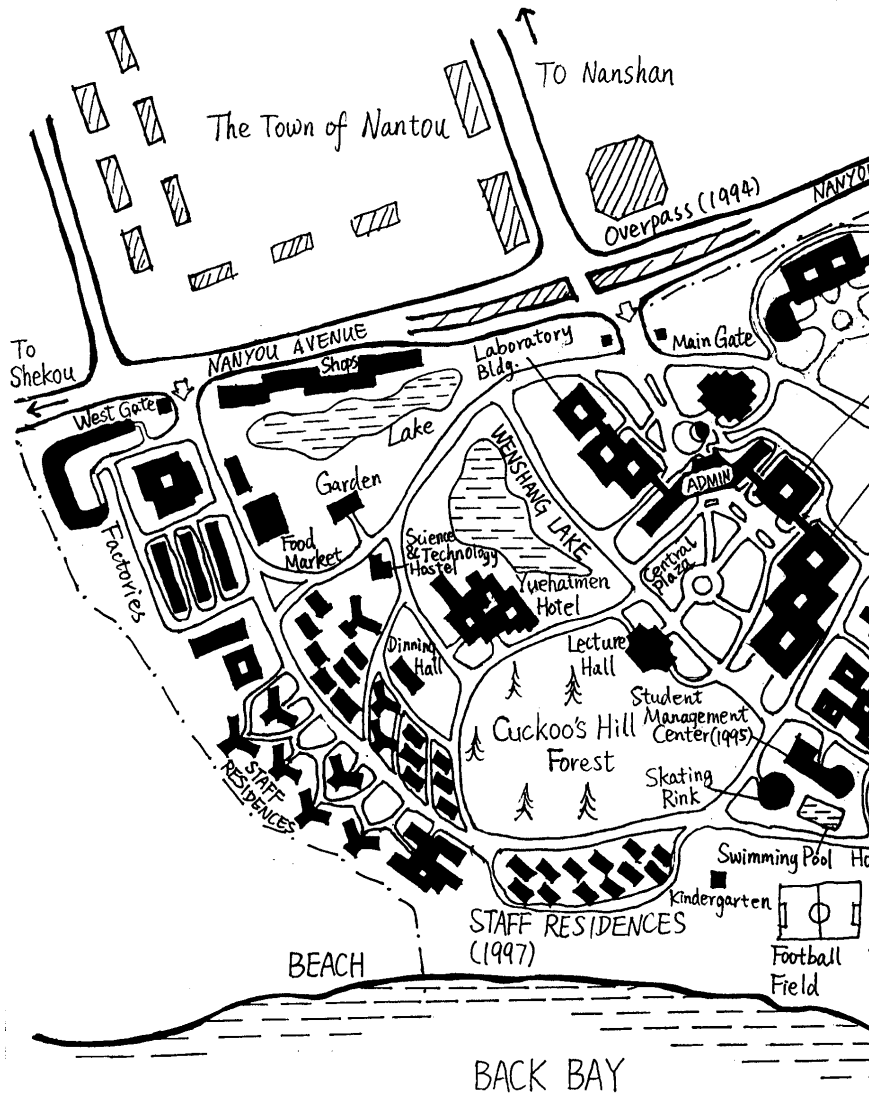 TO Nanshan
The Town of Nantou
Overpass (1994)
NANYO
NANYOU AVENUE
To
Shekou
Shops
Laboratory
Bldg.
Main Gate
West Gate
Lake
WENSHANG LAKE
ADMIN
Garden
Factories
Food
Market
Science
& Technology
Hostel
Central
Plaza
Yuehaimen
Hotel
Dinning
Hall
Lecture
Hall
Student
Management
Center(1995)
Cuckoo's Hill
Forest
STAFF
RESIDENCES
Skating
Rink
Swimming Pool
Ho
Kindergarten
STAFF RESIDENCES
(1997)
Football
Field
BEACH
BACK BAY